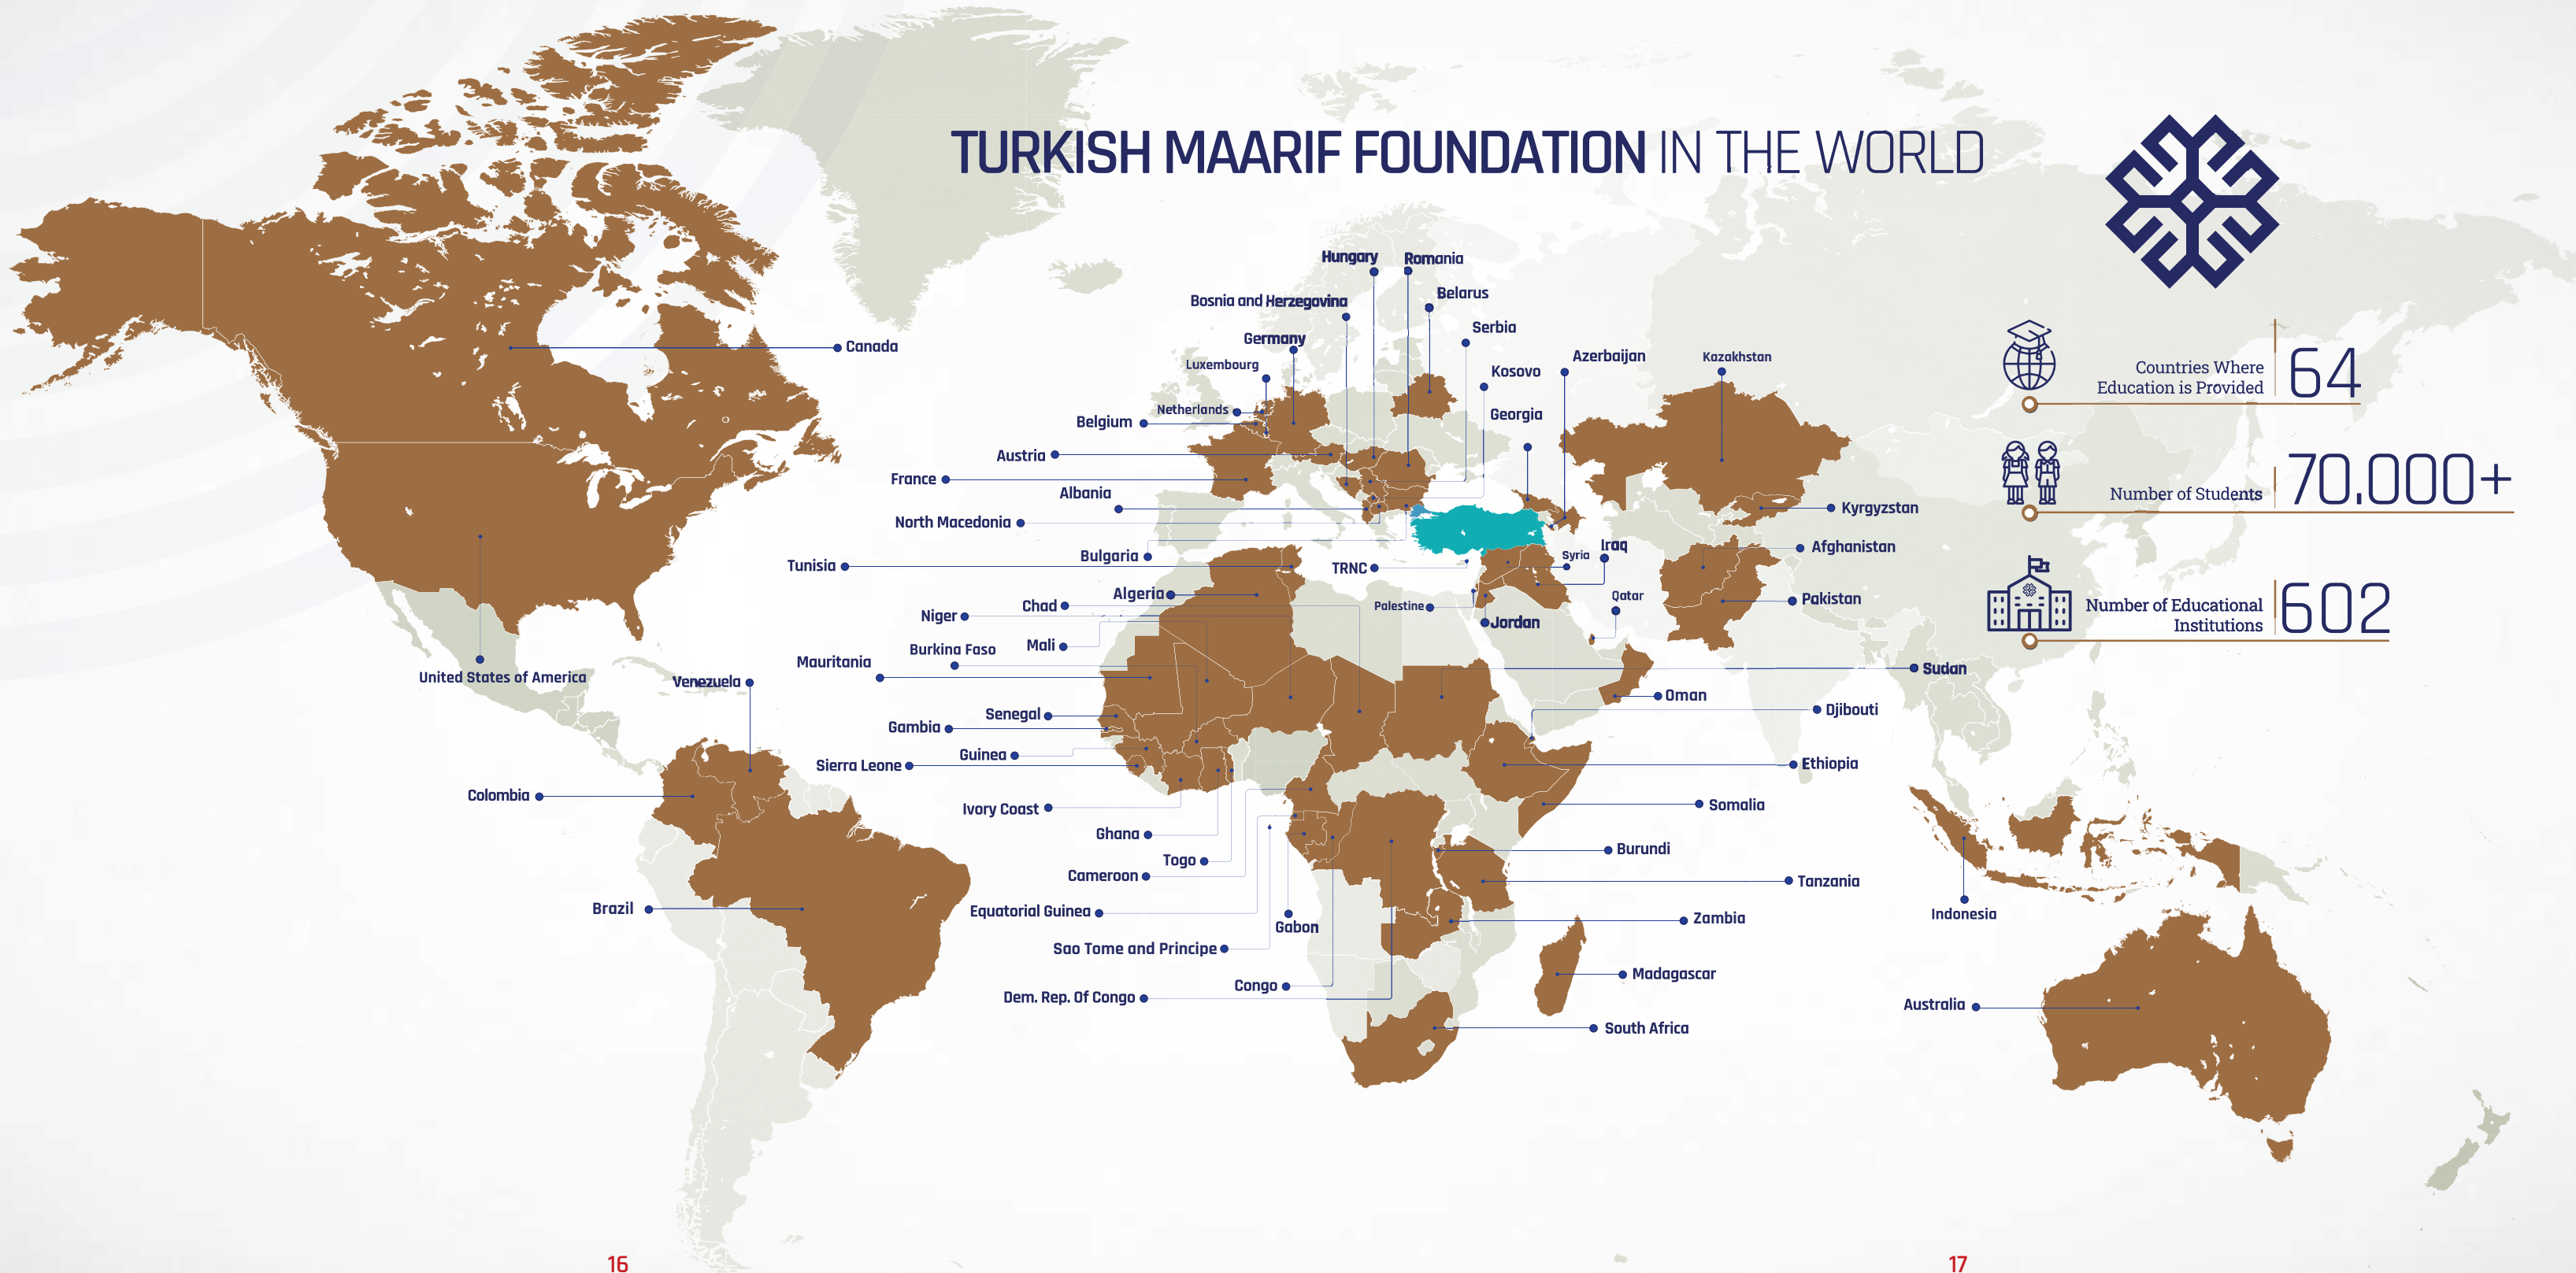 TURKISH MAARIF FOUNDATION IN THE WORLD
Countries Where
Education is Provided
64
Number of Students
70.000+
Number of Educational
Institutions
602
Hungary
Romania
Bosnia and Herzegovina
Belarus
Germany
Serbia
Luxembourg
Kosovo
Azerbaijan
Kazakhstan
Canada
Netherlands
Georgia
Belgium
Austria
France
Albania
North Macedonia
Bulgaria
Kyrgyzstan
Afghanistan
Tunisia
TRNC
Syria
Iraq
Algeria
Palestine
Qatar
Pakistan
Chad
Niger
Jordan
Mali
Burkina Faso
Mauritania
United States of America
Venezuela
Sudan
Oman
Senegal
Djibouti
Gambia
Guinea
Sierra Leone
Ethiopia
Colombia
Ivory Coast
Somalia
Ghana
Togo
Burundi
Cameroon
Tanzania
Brazil
Equatorial Guinea
Gabon
Zambia
Indonesia
Sao Tome and Principe
Madagascar
Congo
Dem. Rep. Of Congo
Australia
South Africa
16
17